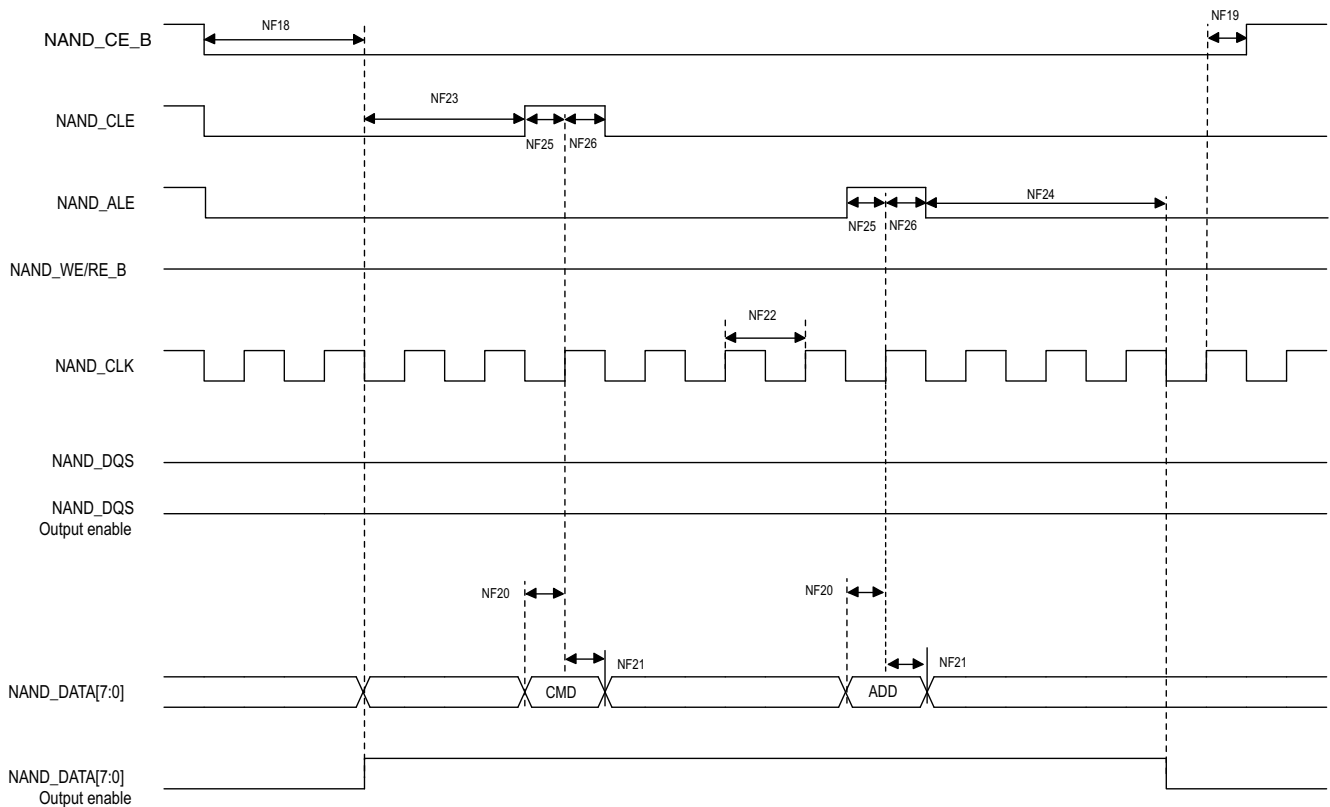 NF18
NF19
NAND_CE_B
NF23
NAND_CLE
NF25
NF26
NAND_ALE
NF24
NF25
NF26
NAND_WE/RE_B
NF22
NAND_CLK
NAND_DQS
NAND_DQS
Output enable
NF20
NF20
NF21
NF21
NAND_DATA[7:0]
CMD
ADD
NAND_DATA[7:0]
Output enable